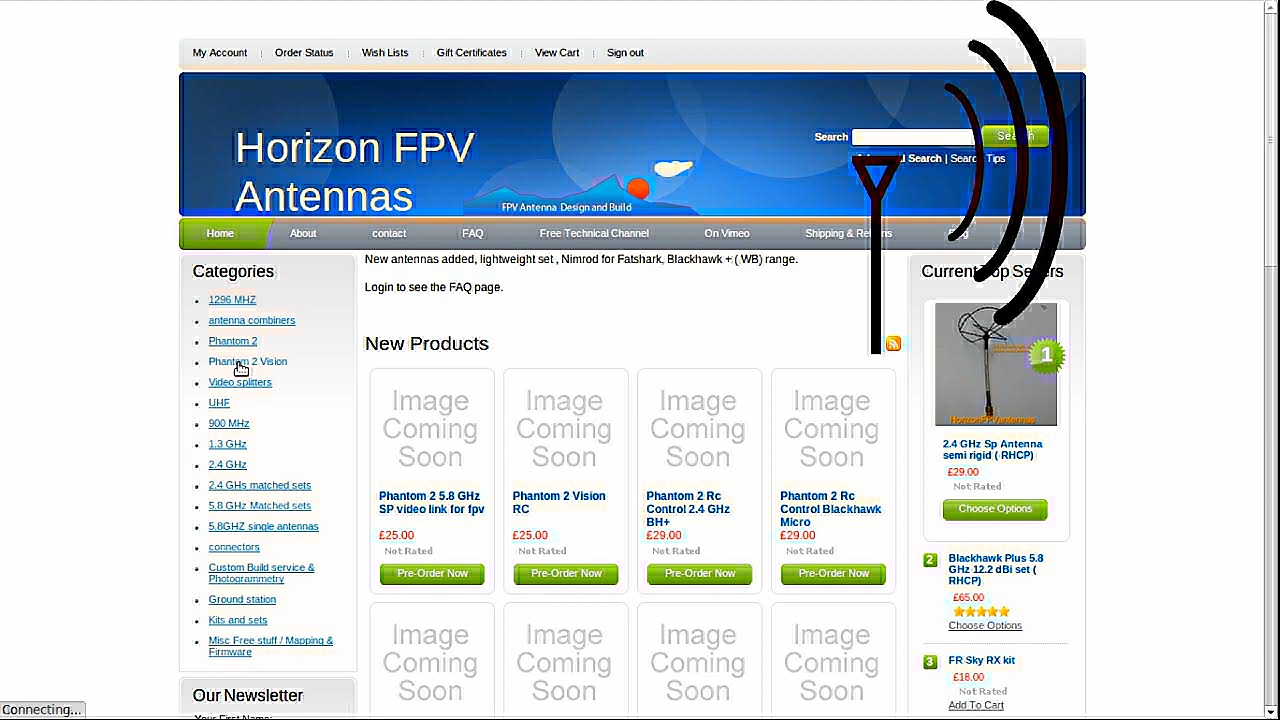 My Account
Order Status
Wish Lists
Gift Certificates
View Cart
Sign out
Horizon FPV
Antennas
FPV Antenna Design and Build
Search
Search | Search Tips
Home
About
contact
FAQ
Free Technical Channel
On Vimeo
Shipping & Returns
Categories
1296 MHZ
antenna combiners
Phantom 2
Phantom 2 Vision
Video splitters
UHF
900 MHz
1.3 GHz
2.4 GHz
2.4 GHs matched sets
5.8 GHz Matched sets
5.8GHZ single antennas
connectors
Custom Build service &
Photogrammetry
Ground station
Kits and sets
Misc Free stuff / Mapping &
Firmware
Our Newsletter
Your First Name:
New antennas added, lightweight set , Nimrod for Fatshark, Blackhawk + ( WB) range.
Login to see the FAQ page.
New Products
Image
Coming
Soon
Phantom 2 5.8 GHz
SP video link for fpv
£25.00
Not Rated
Pre-Order Now
Image
Coming
Soon
Phantom 2 Vision
RC
£25.00
Not Rated
Pre-Order Now
Image
Coming
Soon
Phantom 2 Rc
Control 2.4 GHz
BH+
£29.00
Not Rated
Pre-Order Now
Image
Coming
Soon
Phantom 2 Rc
Control Blackhawk
Micro
£29.00
Not Rated
Pre-Order Now
Image
Coming
Soon
Image
Coming
Soon
Image
Coming
Soon
Image
Coming
Soon
Current Top Sellers
1
HorizonFPVantennas
2.4 GHz Sp Antenna
semi rigid ( RHCP)
£29.00
Not Rated
Choose Options
2
Blackhawk Plus 5.8
GHz 12.2 dBi set (
RHCP)
£65.00
Choose Options
3
FR Sky RX kit
£18.00
Not Rated
Add To Cart
Connecting...